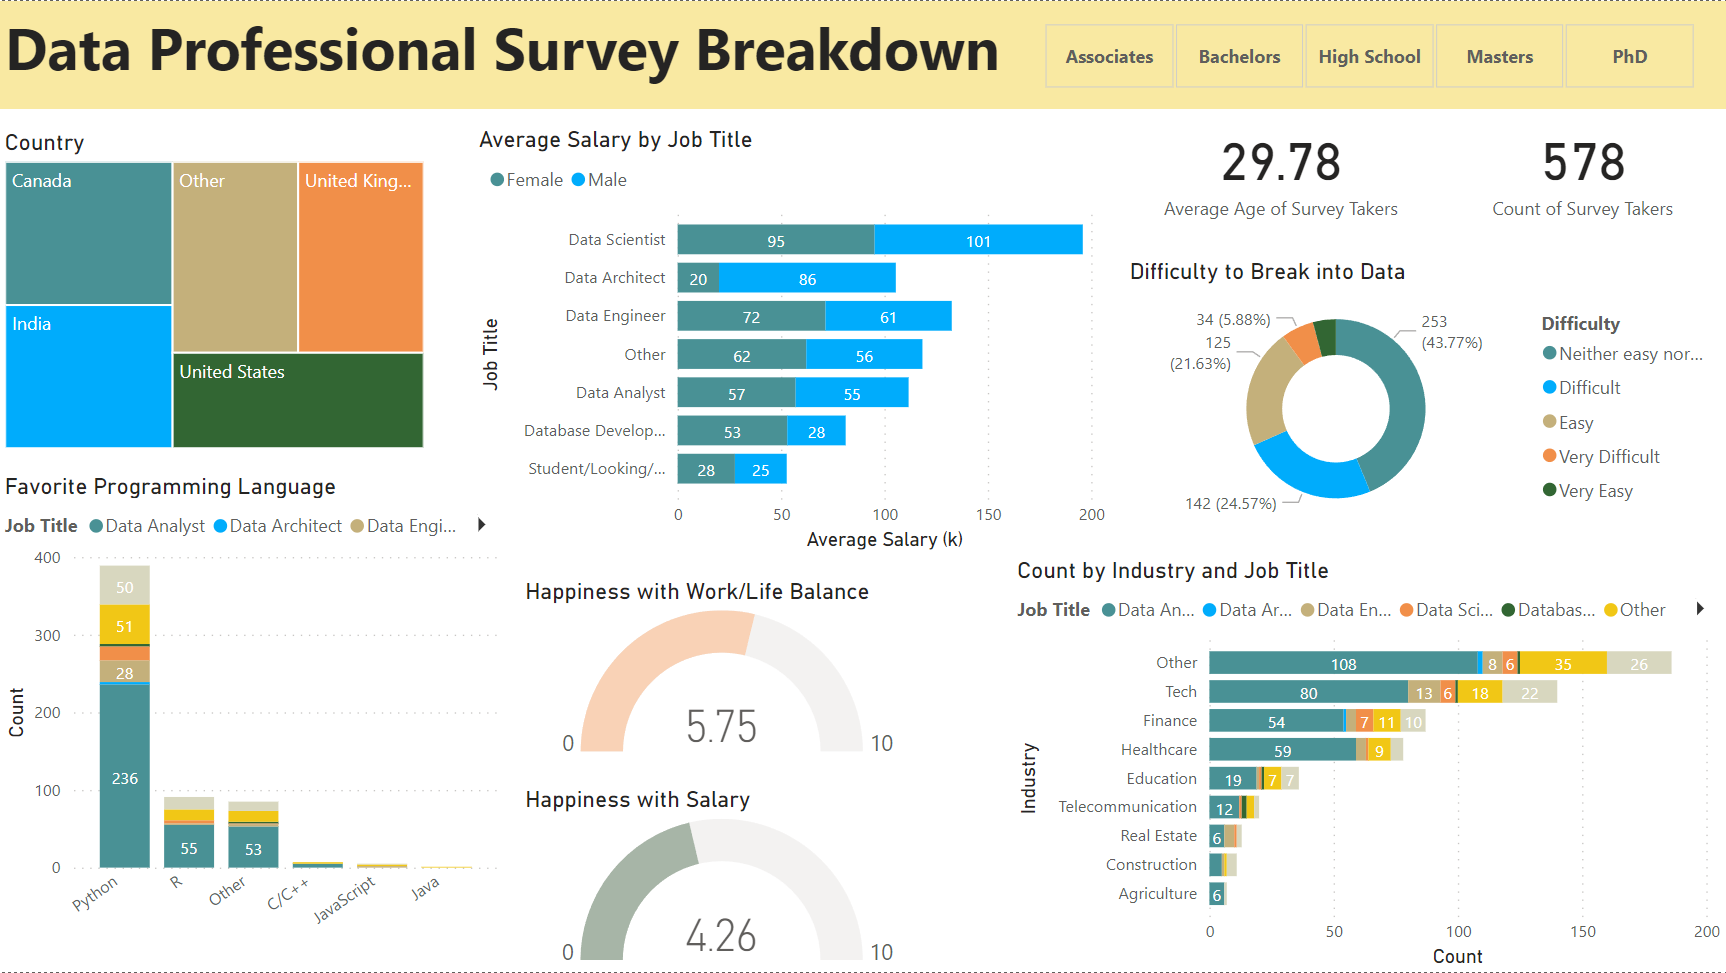 Data Professional Survey Breakdown
Associates
Bachelors
High School
Masters
PhD
Country
Canada
Other
United King...
India
United States
Average Salary by Job Title
Female
Male
Job Title
Data Scientist
95
101
Data Architect
20
86
Data Engineer
72
61
Other
62
56
Data Analyst
57
55
Database Develop...
53
28
Student/Looking/...
28
25
0
50
100
150
200
Average Salary (k)
29.78
Average Age of Survey Takers
578
Count of Survey Takers
Difficulty to Break into Data
34 (5.88%)
125
(21.63%)
142 (24.57%)
253
(43.77%)
Difficulty
Neither easy nor...
Difficult
Easy
Very Difficult
Very Easy
Favorite Programming Language
Job Title
Data Analyst
Data Architect
Data Engi...
Count
400
300
200
100
0
50
51
28
236
55
53
Python
R
Other
C/C++
JavaScript
Java
Happiness with Work/Life Balance
5.75
0
10
Happiness with Salary
4.26
0
10
Count by Industry and Job Title
Job Title
Data An...
Data Ar...
Data En...
Data Sci...
Databas...
Other
Industry
Other
108
8
6
35
26
Tech
80
13
6
18
22
Finance
54
7
11
10
Healthcare
59
9
Education
19
7
7
Telecommunication
12
Real Estate
6
Construction
Agriculture
6
0
50
100
150
200
Count